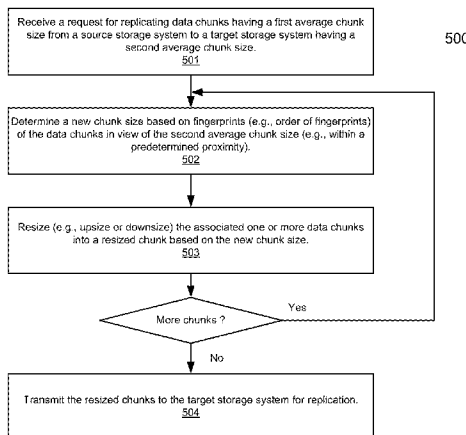 Receive a request for replicating data chunks having a first average chunk
size from a source storage system to a target storage system having a
second average chunk size.
501
500
Determine a new chunk size based on fingerprints (e.g., order of fingerprints)
of the data chunks in view of the second average chunk size (e.g., within a
predetermined proximity).
502
Resize (e.g., upsize or downsize) the associated one or more data chunks
into a resized chunk based on the new chunk size.
503
More chunks ?
Yes
No
Transmit the resized chunks to the target storage system for replication.
504